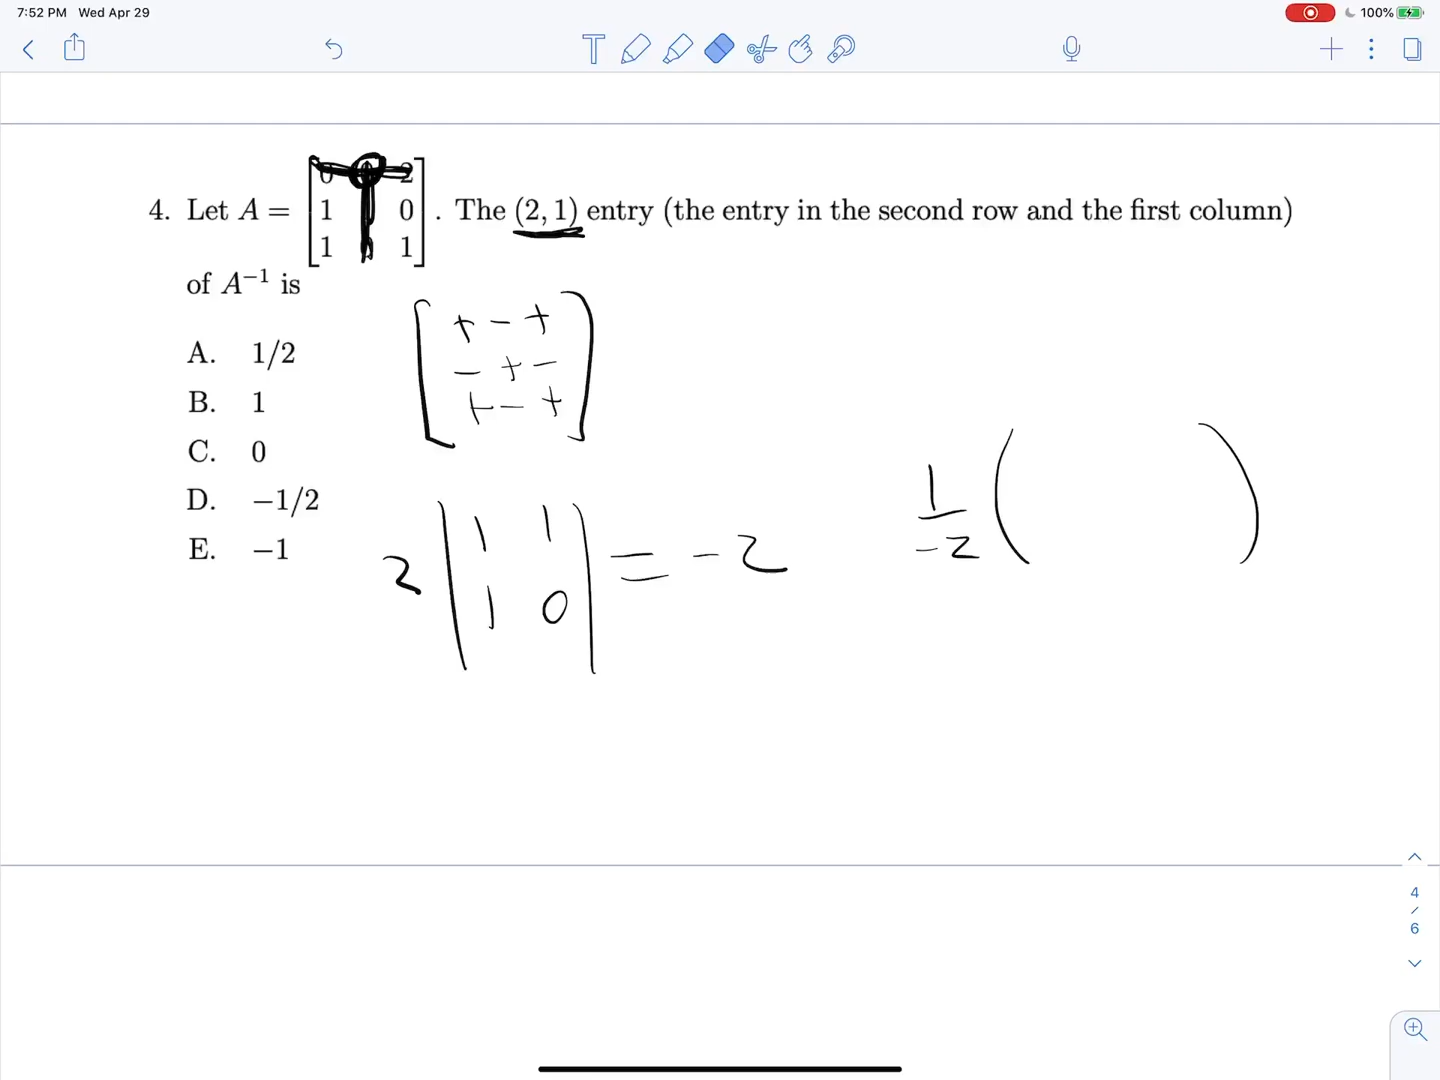 7:52 PM Wed Apr 29
100%
4. Let A = [0 2
1 0
1 1]. The (2, 1) entry (the entry in the second row and the first column)
of A⁻¹ is
A. 1/2
B. 1
C. 0
D. −1/2
E. −1
+ − +
− + −
+ − +
2 | 1 1
1 0 | = −2
1/−2 ( )
4
/
6